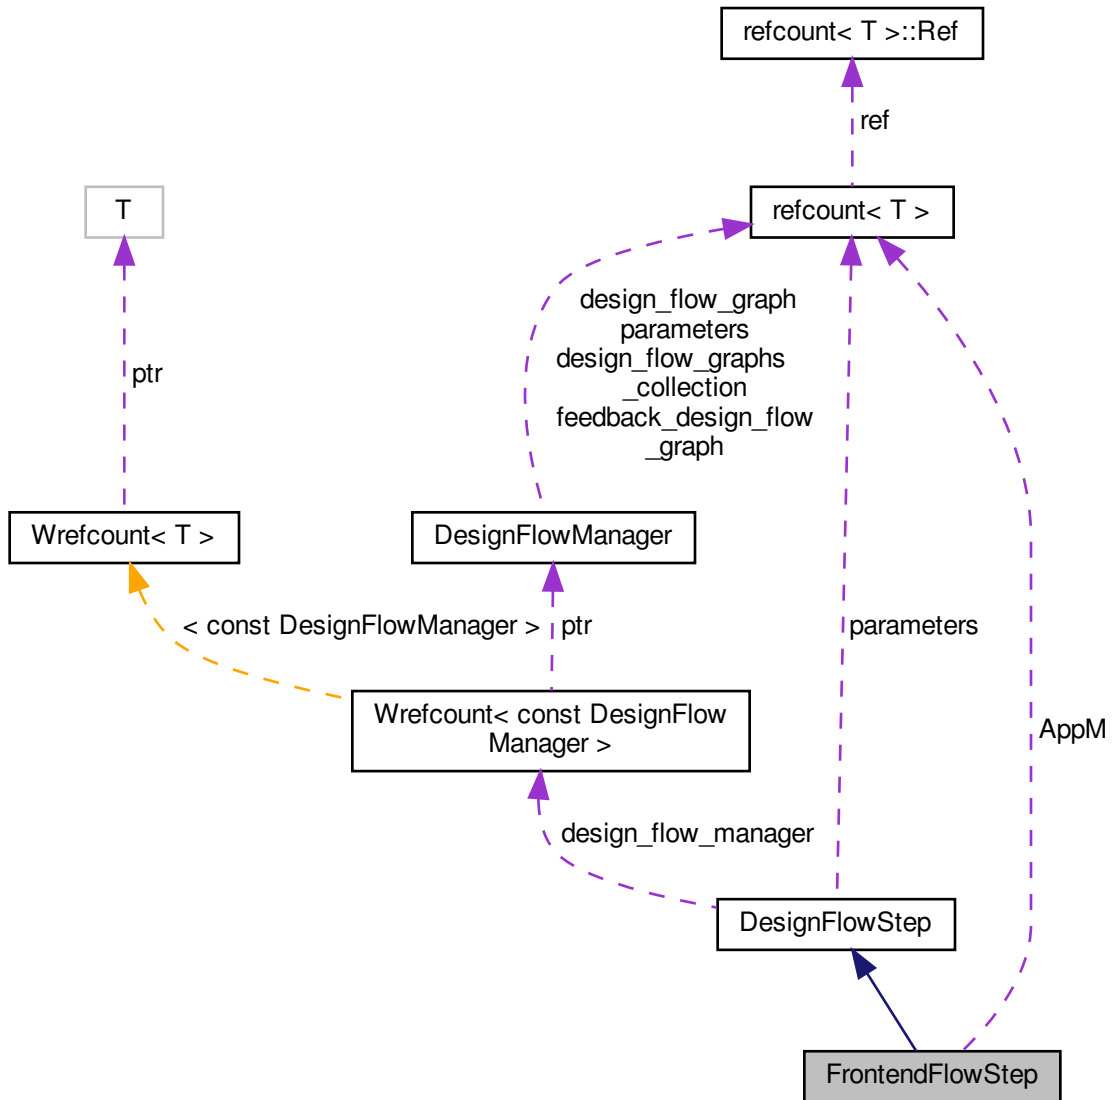 refcount< T >::Ref
ref
T
refcount< T >
design_flow_graph
parameters
design_flow_graphs
_collection
feedback_design_flow
_graph
ptr
Wrefcount< T >
DesignFlowManager
< const DesignFlowManager >
ptr
parameters
Wrefcount< const DesignFlow
Manager >
AppM
design_flow_manager
DesignFlowStep
FrontendFlowStep